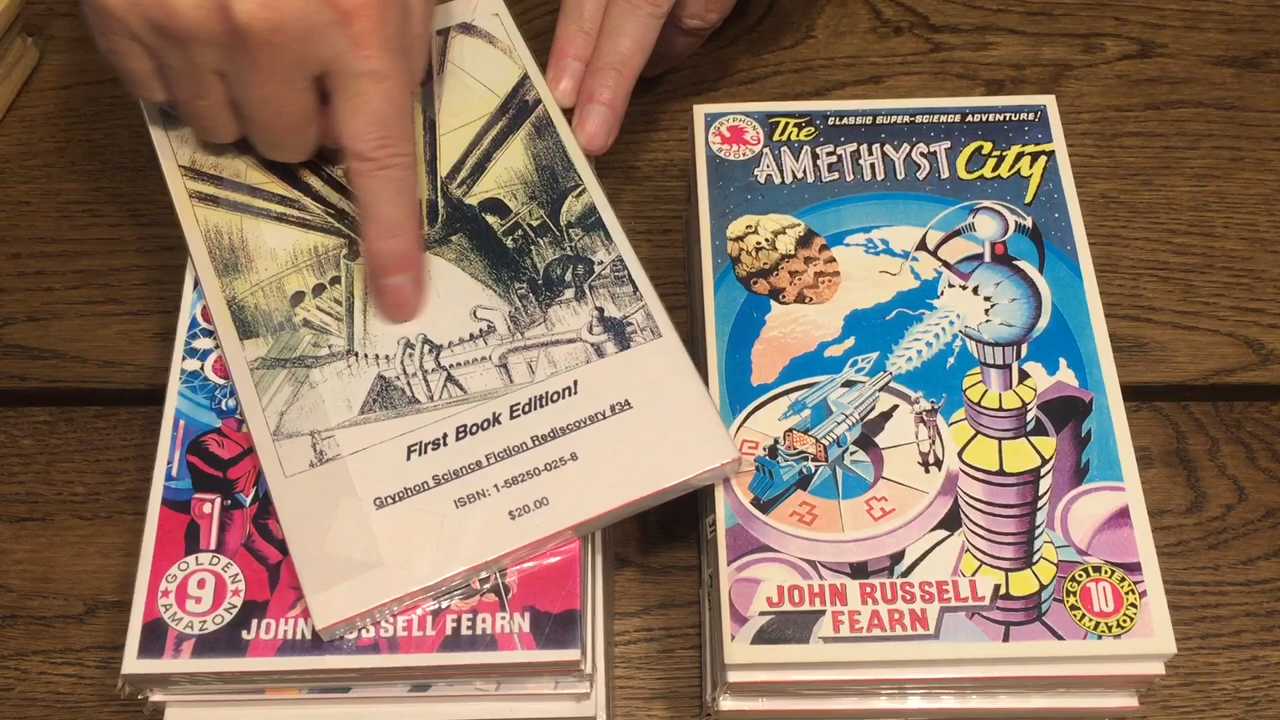 First Book Edition!
Gryphon Science Fiction Rediscovery #34
ISBN: 1-58250-025-8
$20.00
GOLDEN
9
AMAZON
JOHN RUSSELL FEARN
GRYPHON
BOOKS
CLASSIC SUPER-SCIENCE ADVENTURE!
The
AMETHYST City
JOHN RUSSELL
FEARN
GOLDEN
10
AMAZON